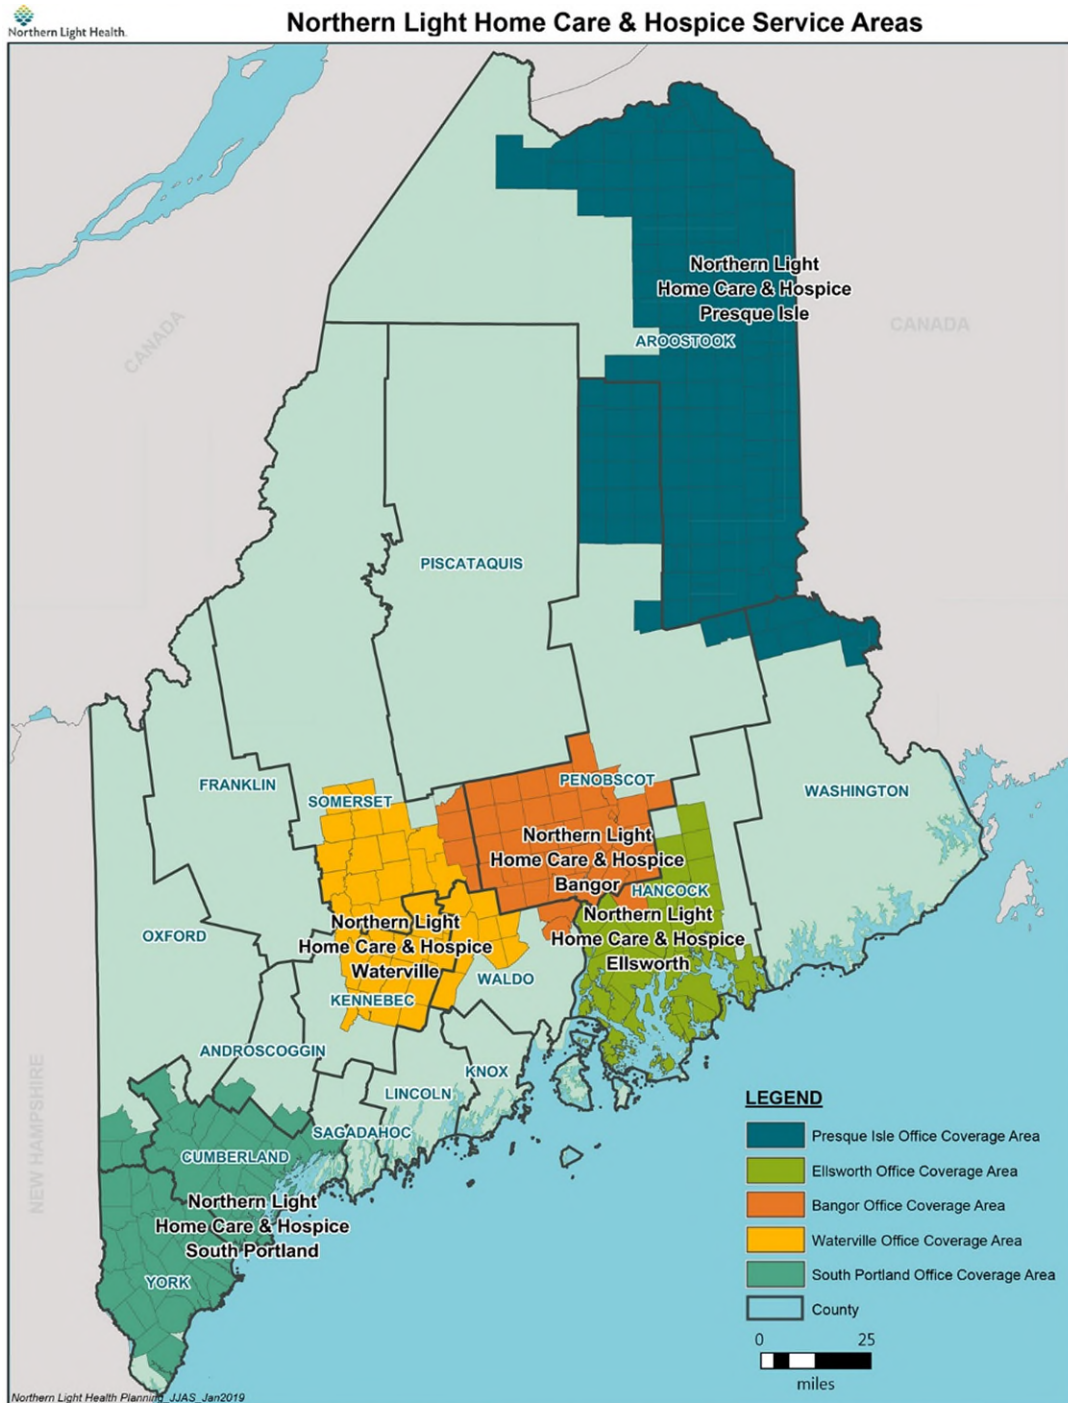 Northern Light Health.
Northern Light Home Care & Hospice Service Areas
Northern Light
Home Care & Hospice
Presque Isle
CANADA
CANADA
AROOSTOOK
PISCATAQUIS
FRANKLIN
SOMERSET
PENOBSCOT
WASHINGTON
Northern Light
Home Care & Hospice
Bangor
HANCOCK
Northern Light
Home Care & Hospice
Ellsworth
OXFORD
Northern Light
Home Care & Hospice
Waterville
WALDO
KENNEBEC
ANDROSCOGGIN
KNOX
LINCOLN
SAGADAHOC
NEW HAMPSHIRE
CUMBERLAND
Northern Light
Home Care & Hospice
South Portland
YORK
LEGEND
Presque Isle Office Coverage Area
Ellsworth Office Coverage Area
Bangor Office Coverage Area
Waterville Office Coverage Area
South Portland Office Coverage Area
County
0 25
miles
Northern Light Health Planning_JJAS_Jan2019